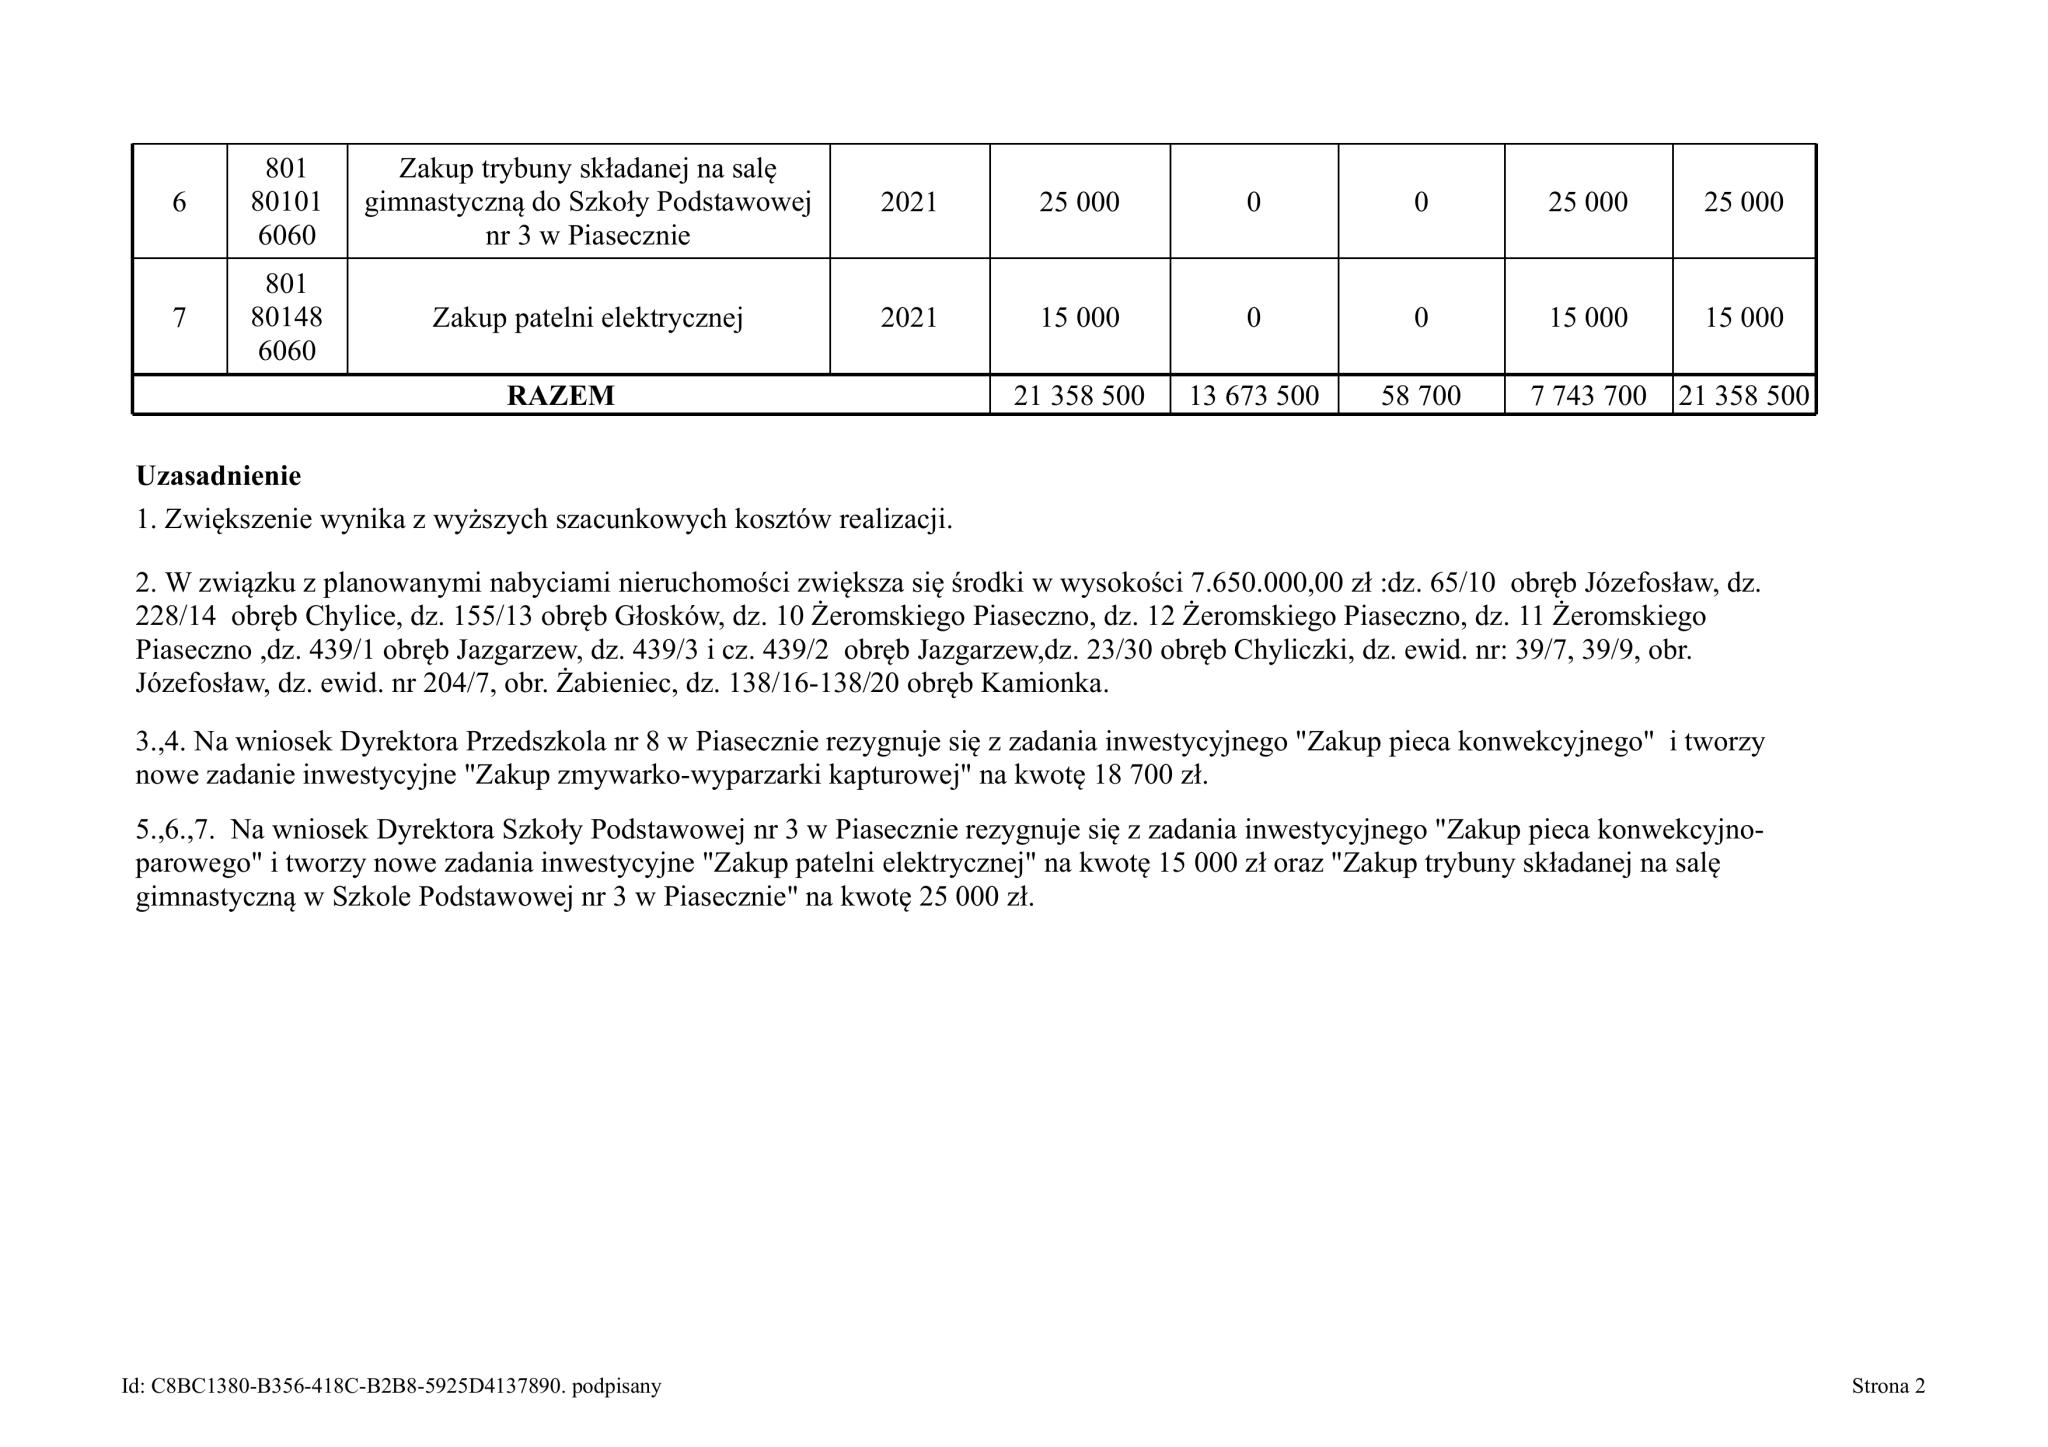 6 801 80101 6060 Zakup trybuny składanej na salę gimnastyczną do Szkoły Podstawowej nr 3 w Piasecznie 2021 25 000 0 0 25 000 25 000
7 801 80148 6060 Zakup patelni elektrycznej 2021 15 000 0 0 15 000 15 000
RAZEM 21 358 500 13 673 500 58 700 7 743 700 21 358 500
Uzasadnienie
1. Zwiększenie wynika z wyższych szacunkowych kosztów realizacji.
2. W związku z planowanymi nabyciami nieruchomości zwiększa się środki w wysokości 7.650.000,00 zł :dz. 65/10  obręb Józefosław, dz.
228/14  obręb Chylice, dz. 155/13 obręb Głosków, dz. 10 Żeromskiego Piaseczno, dz. 12 Żeromskiego Piaseczno, dz. 11 Żeromskiego
Piaseczno ,dz. 439/1 obręb Jazgarzew, dz. 439/3 i cz. 439/2  obręb Jazgarzew,dz. 23/30 obręb Chyliczki, dz. ewid. nr: 39/7, 39/9, obr.
Józefosław, dz. ewid. nr 204/7, obr. Żabieniec, dz. 138/16-138/20 obręb Kamionka.
3.,4. Na wniosek Dyrektora Przedszkola nr 8 w Piasecznie rezygnuje się z zadania inwestycyjnego "Zakup pieca konwekcyjnego"  i tworzy
nowe zadanie inwestycyjne "Zakup zmywarko-wyparzarki kapturowej" na kwotę 18 700 zł.
5.,6.,7.  Na wniosek Dyrektora Szkoły Podstawowej nr 3 w Piasecznie rezygnuje się z zadania inwestycyjnego "Zakup pieca konwekcyjno-
parowego" i tworzy nowe zadania inwestycyjne "Zakup patelni elektrycznej" na kwotę 15 000 zł oraz "Zakup trybuny składanej na salę
gimnastyczną w Szkole Podstawowej nr 3 w Piasecznie" na kwotę 25 000 zł.
Id: C8BC1380-B356-418C-B2B8-5925D4137890. podpisany
Strona 2